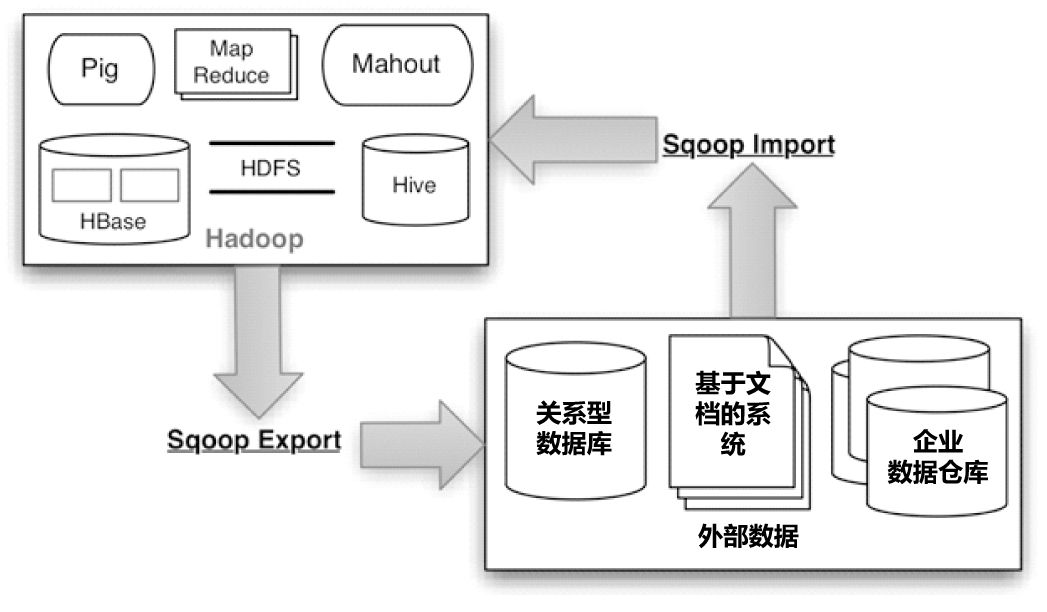 Pig
Map
Reduce
Mahout
HBase
HDFS
Hive
Hadoop
Sqoop Import
Sqoop Export
关系型
数据库
基于文
档的系
统
企业
数据仓库
外部数据